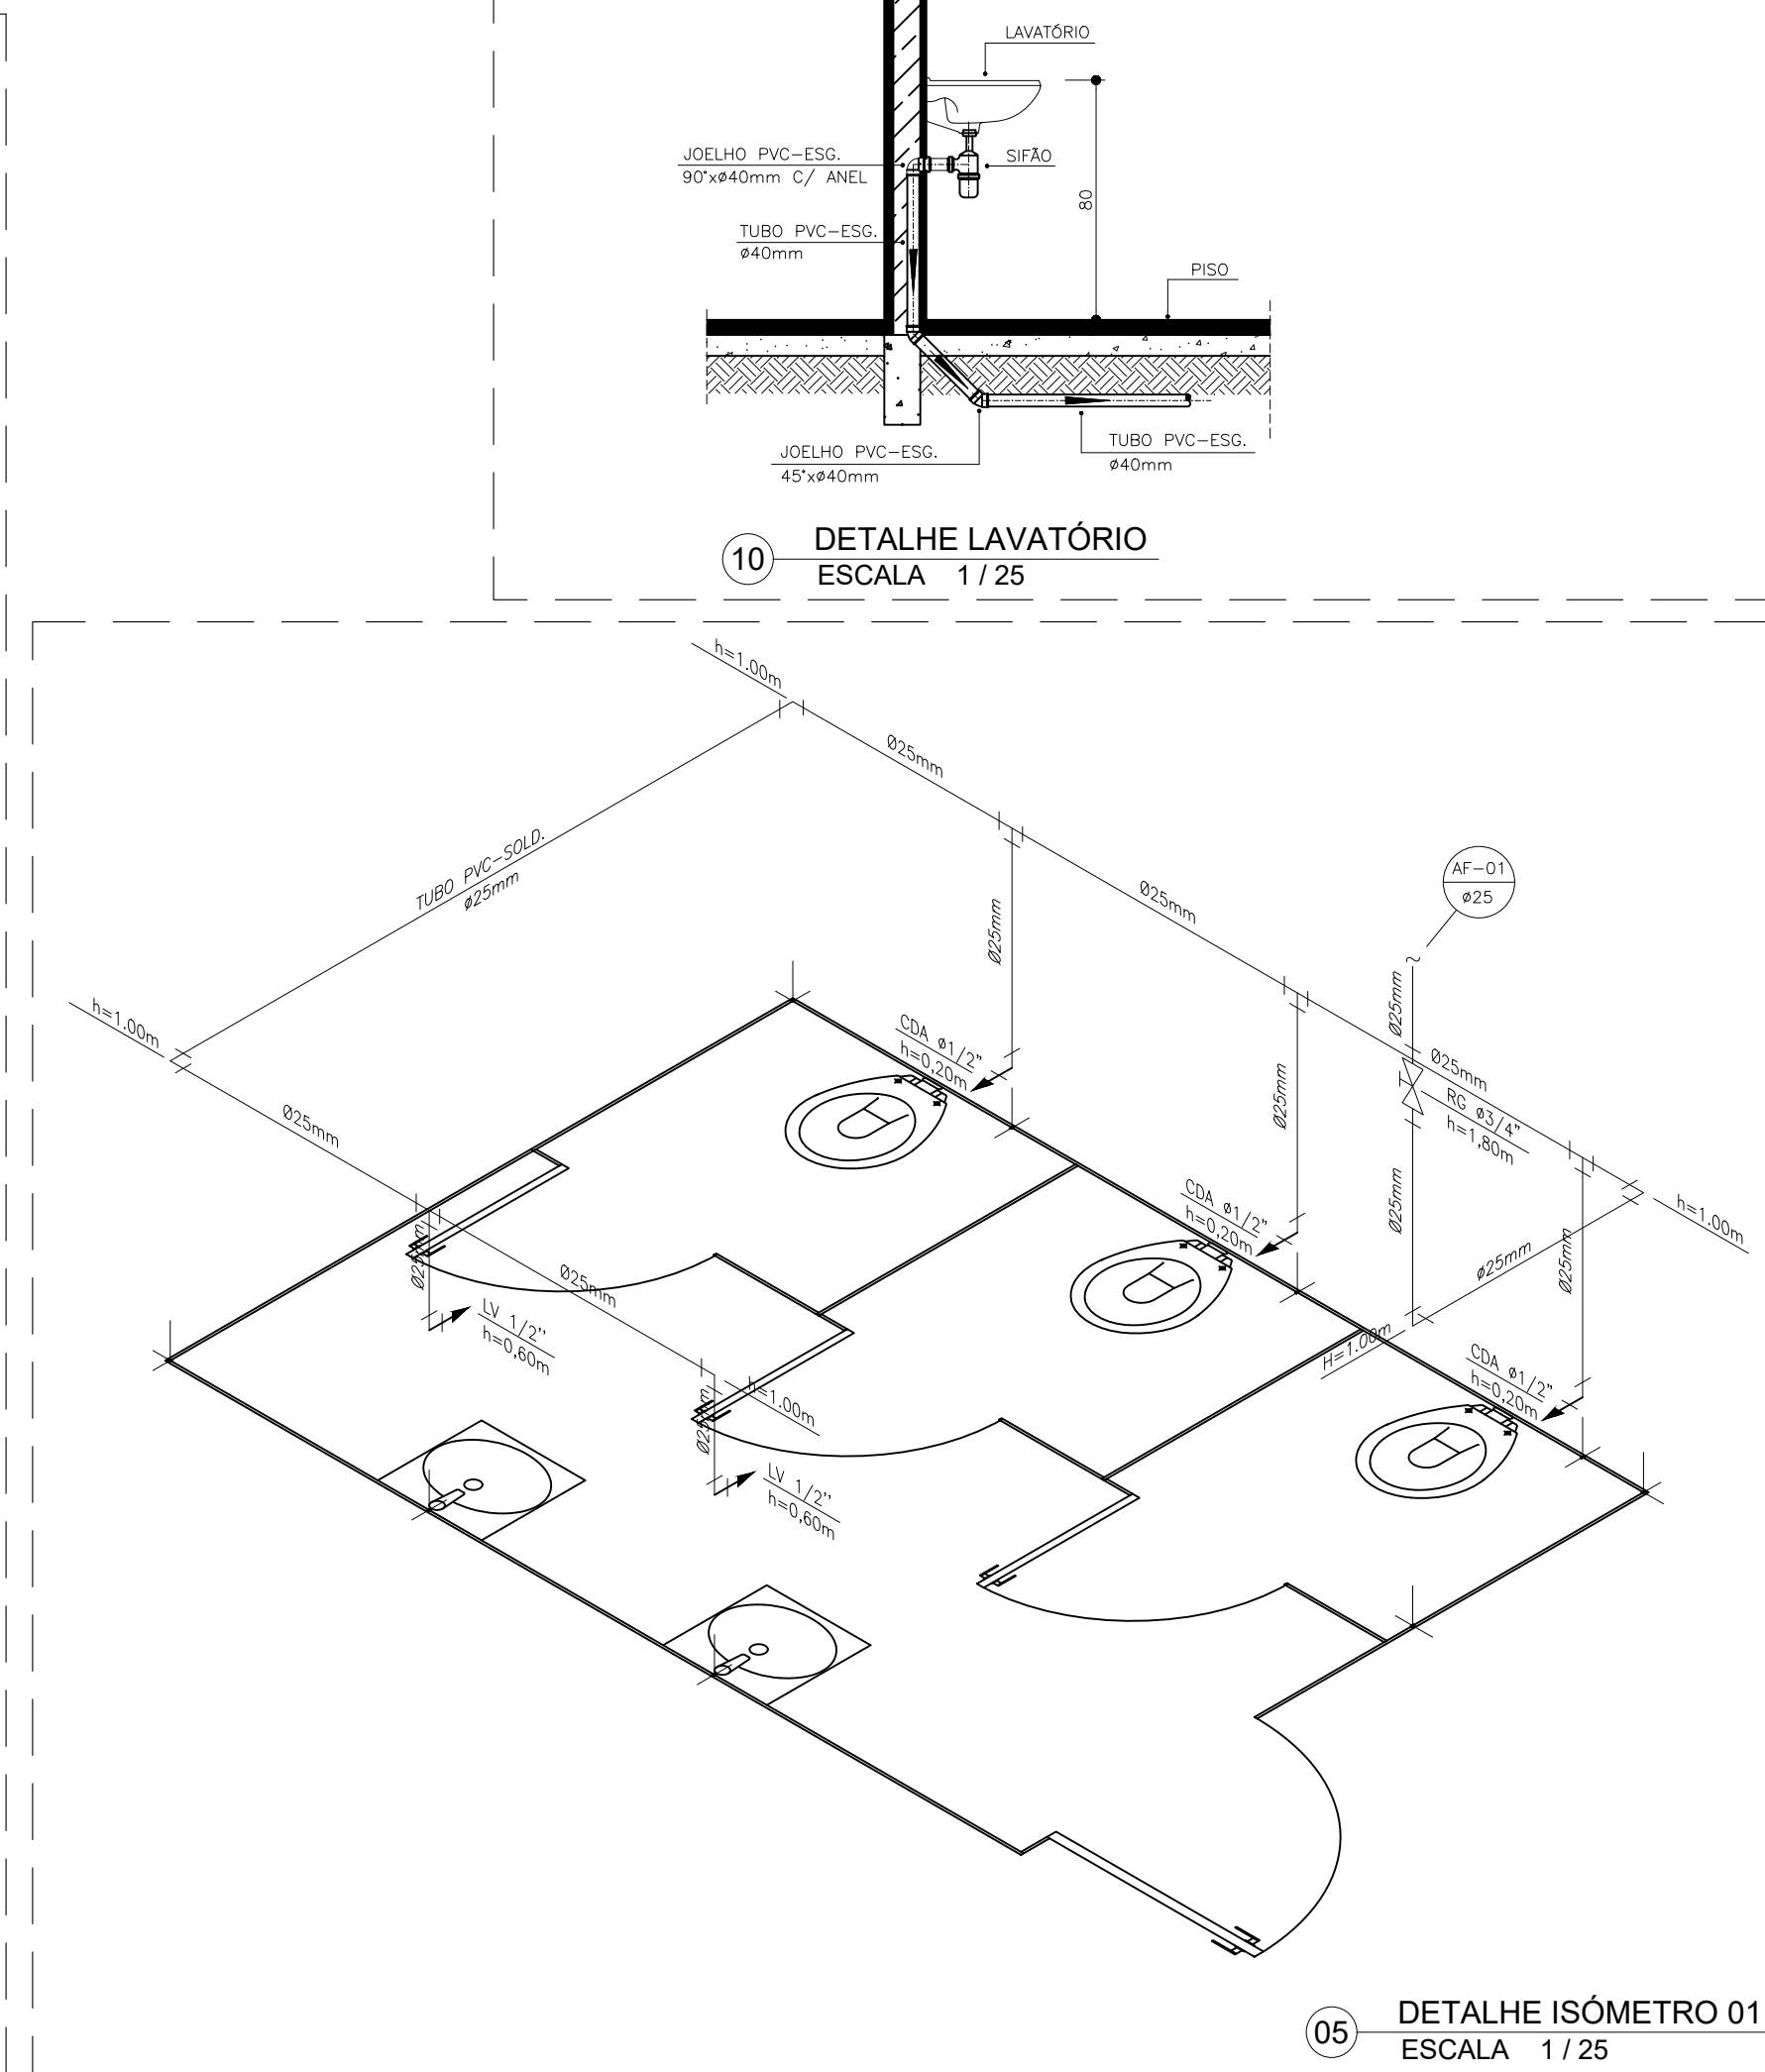 LAVATÓRIO
JOELHO PVC-ESG.
90°xø40mm C/ ANEL
SIFÃO
80
TUBO PVC-ESG.
ø40mm
PISO
JOELHO PVC-ESG.
45°xø40mm
TUBO PVC-ESG.
ø40mm
10
DETALHE LAVATÓRIO
ESCALA 1 / 25
h=1.00m
Ø25mm
TUBO PVC-SOLD.
ø25mm
Ø25mm
Ø25mm
AF-01
ø25
h=1.00m
Ø25mm
CDA ø1/2"
h=0,20m
Ø25mm
Ø25mm
RG ø3/4"
h=1,80m
Ø25mm
Ø25mm
CDA ø1/2"
h=0,20m
Ø25mm
h=1.00m
ø25mm
Ø25mm
Ø25mm
Ø25mm
LV 1/2''
h=0,60m
H=1.00m
CDA ø1/2"
h=0,20m
h=1.00m
Ø25mm
LV 1/2''
h=0,60m
05
DETALHE ISÓMETRO 01
ESCALA 1 / 25